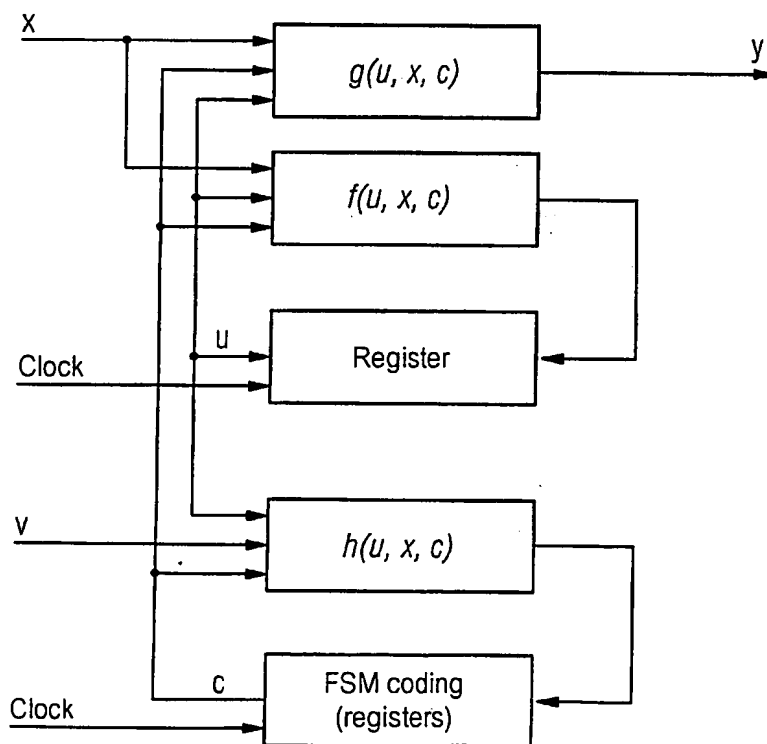 x
g(u, x, c)
y
f(u, x, c)
u
Register
Clock
v
h(u, x, c)
c
FSM coding
(registers)
Clock